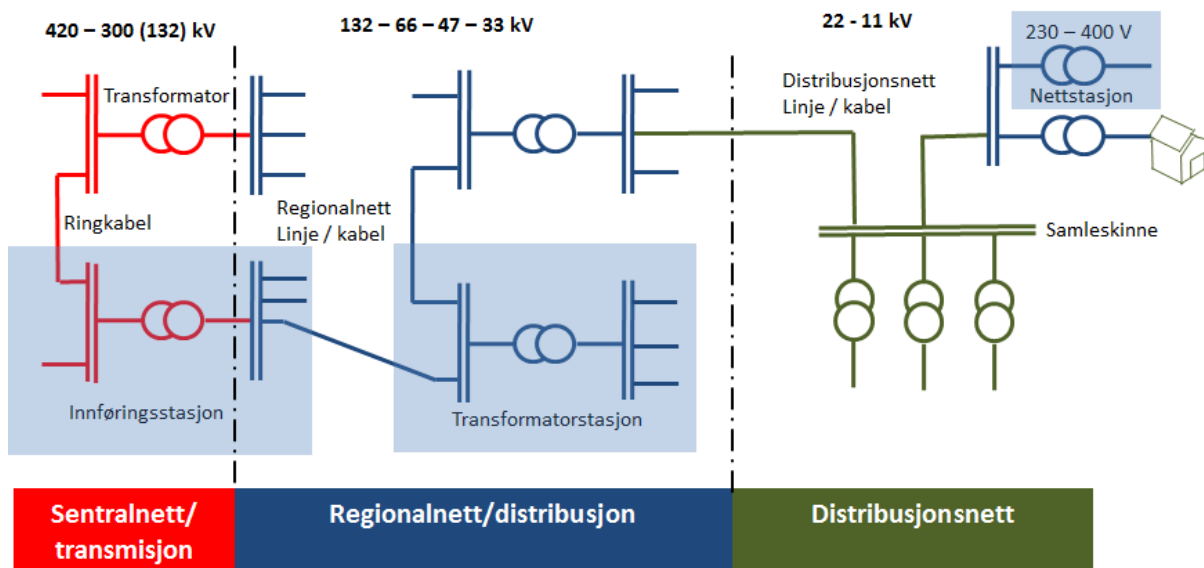 420 – 300 (132) kV
132 – 66 – 47 – 33 kV
22 - 11 kV
230 – 400 V
Nettstasjon
Transformator
Distribusjonsnett
Linje / kabel
Ringkabel
Regionalnett
Linje / kabel
Samleskinne
Innføringsstasjon
Transformatorstasjon
Sentralnett/
transmisjon
Regionalnett/distribusjon
Distribusjonsnett